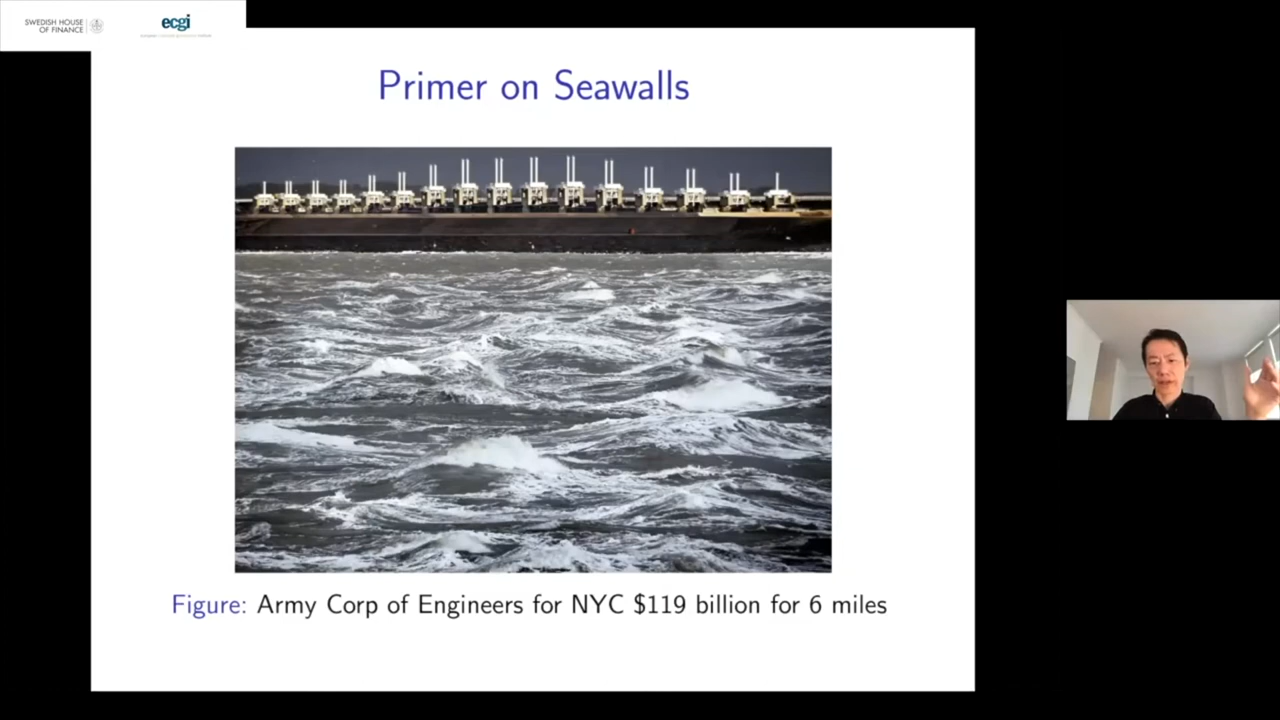 SWEDISH HOUSE
OF FINANCE
ecgi
Primer on Seawalls
Figure: Army Corp of Engineers for NYC $119 billion for 6 miles